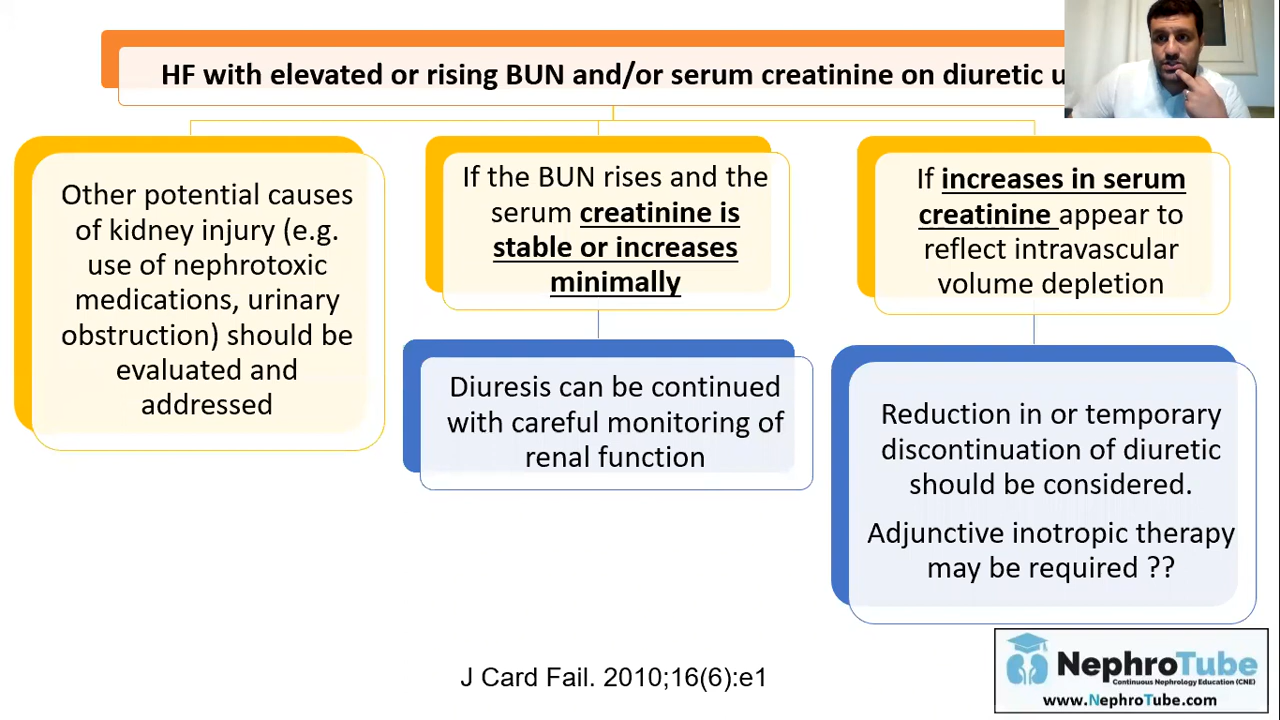 HF with elevated or rising BUN and/or serum creatinine on diuretic
Other potential causes
of kidney injury (e.g.
use of nephrotoxic
medications, urinary
obstruction) should be
evaluated and
addressed
If the BUN rises and the
serum creatinine is
stable or increases
minimally
Diuresis can be continued
with careful monitoring of
renal function
If increases in serum
creatinine appear to
reflect intravascular
volume depletion
Reduction in or temporary
discontinuation of diuretic
should be considered.
Adjunctive inotropic therapy
may be required ??
J Card Fail. 2010;16(6):e1
NephroTube
Continuous Nephrology Education (CNE)
www.NephroTube.com